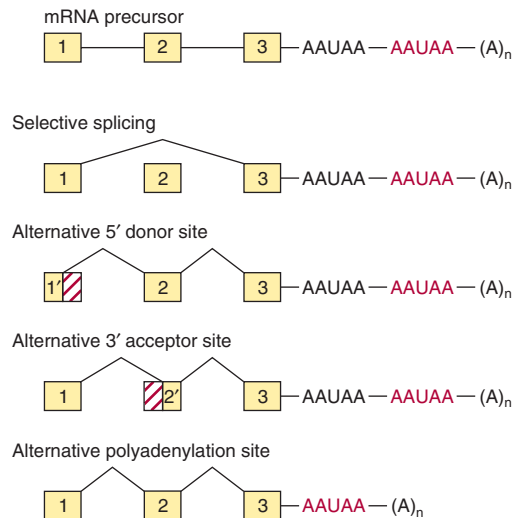 mRNA precursor
1 2 3 AAUAA — AAUAA — (A)n
Selective splicing
1 2 3 AAUAA — AAUAA — (A)n
Alternative 5′ donor site
1′ 2 3 AAUAA — AAUAA — (A)n
Alternative 3′ acceptor site
1 2′ 3 AAUAA — AAUAA — (A)n
Alternative polyadenylation site
1 2 3 AAUAA — (A)n